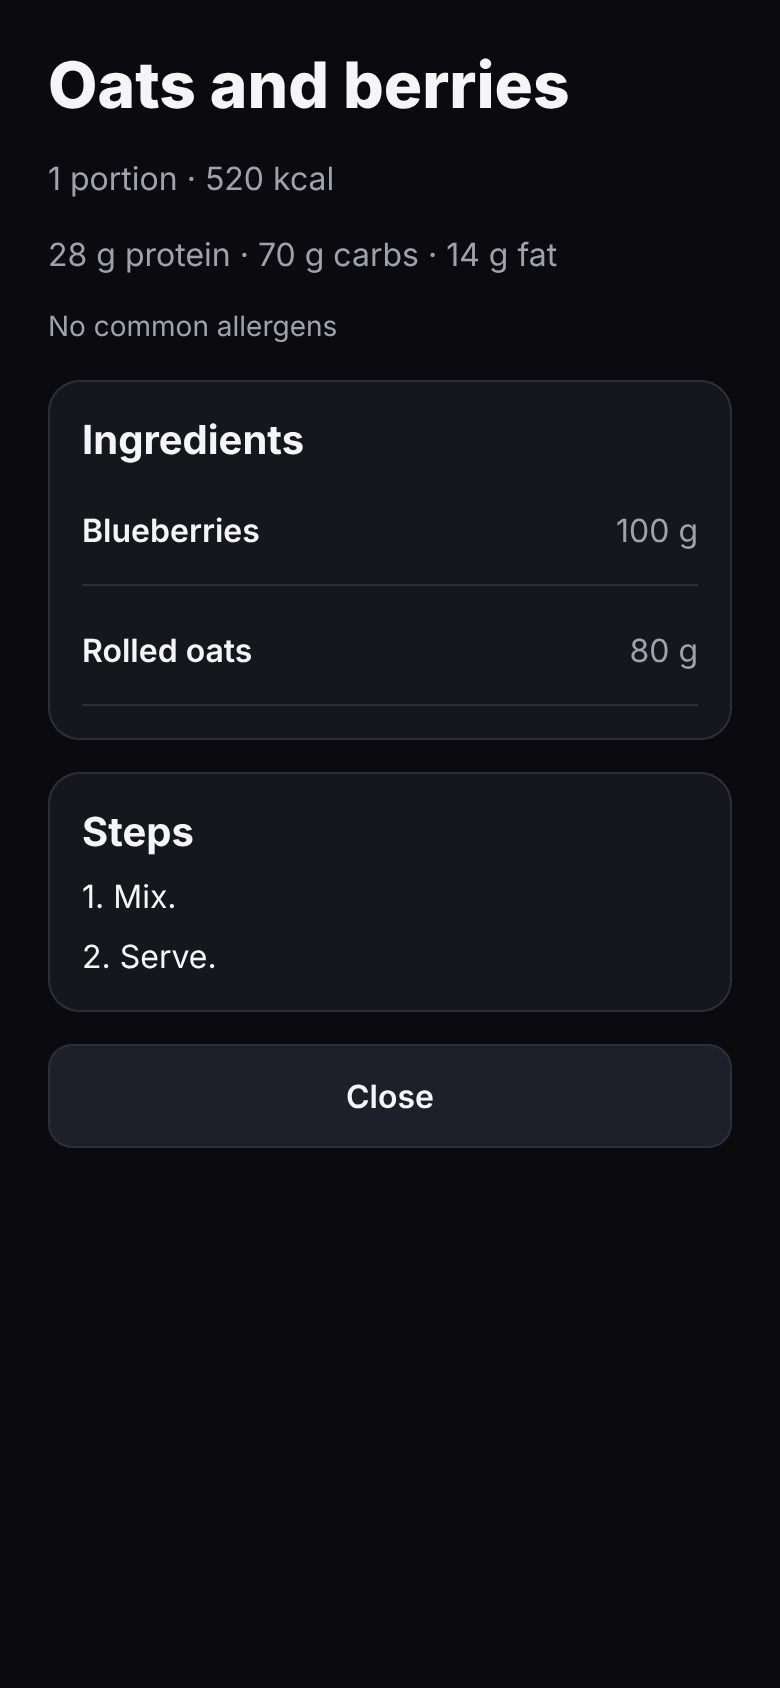 Oats and berries
1 portion · 520 kcal
28 g protein · 70 g carbs · 14 g fat
No common allergens
Ingredients
Blueberries 100 g
Rolled oats 80 g
Steps
1. Mix.
2. Serve.
Close